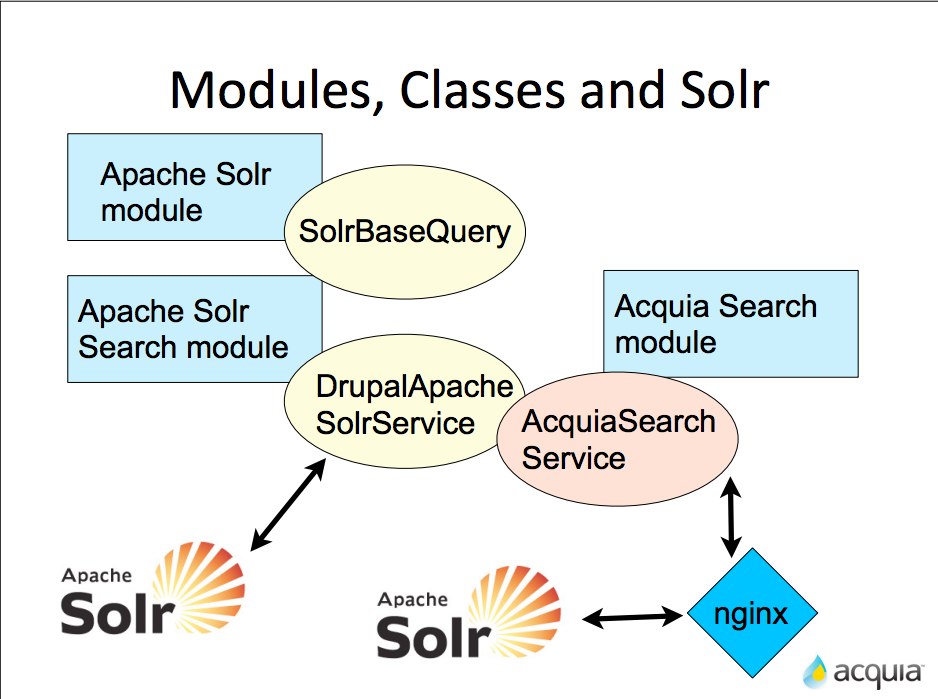 Modules, Classes and Solr
Apache Solr
module
SolrBaseQuery
Apache Solr
Search module
Acquia Search
module
DrupalApache
SolrService
AcquiaSearch
Service
Apache
Solr
Apache
Solr
nginx
acquia